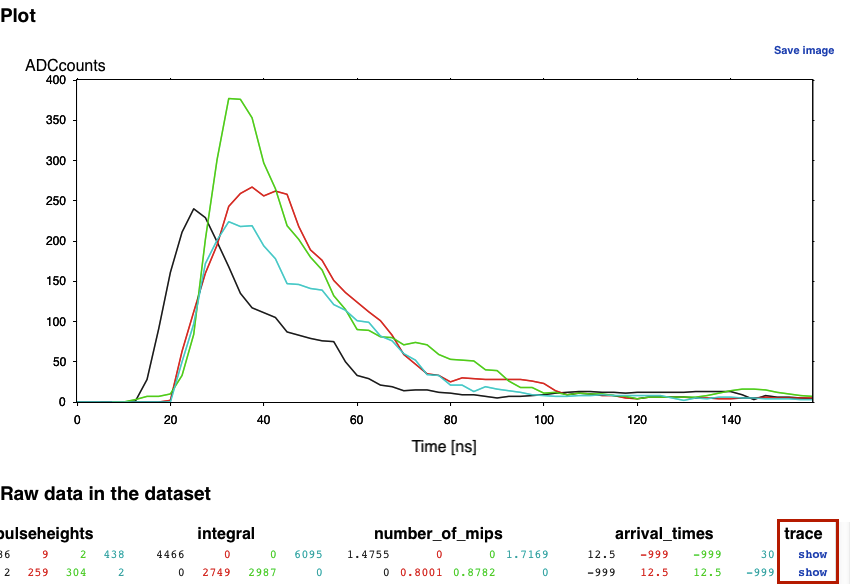 Plot
Save image
ADCcounts
400
350
300
250
200
150
100
50
0
0 20 40 60 80 100 120 140
Time [ns]
Raw data in the dataset
pulseheights integral number_of_mips arrival_times trace
36 9 2 438 4466 0 0 6095 1.4755 0 0 1.7169 12.5 -999 -999 30 show
2 259 304 2 0 2749 2987 0 0 0.8001 0.8782 0 -999 12.5 12.5 -999 show